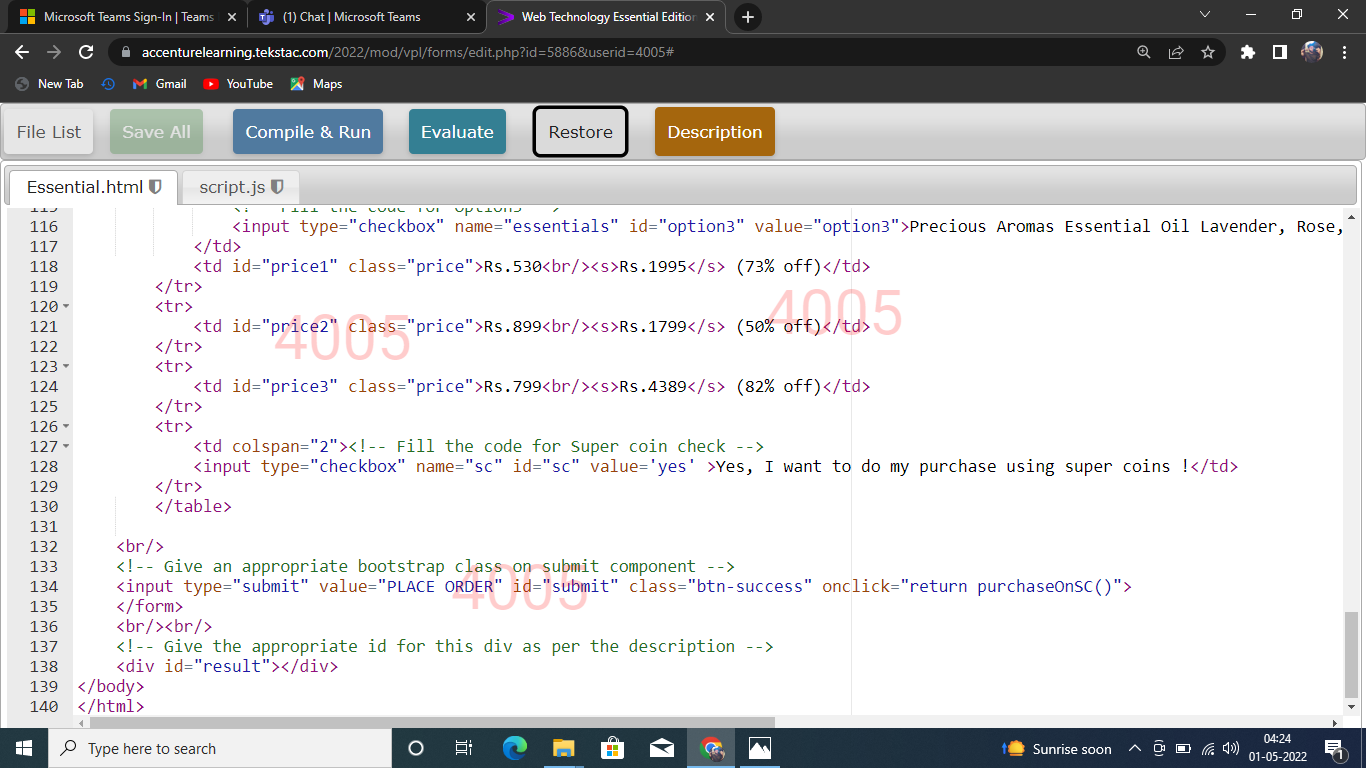 Microsoft Teams Sign-In | Teams
(1) Chat | Microsoft Teams
Web Technology Essential Edition
accenturelearning.tekstac.com/2022/mod/vpl/forms/edit.php?id=5886&userid=4005#
New Tab
Gmail
YouTube
Maps
File List
Save All
Compile & Run
Evaluate
Restore
Description
Essential.html
script.js
115 <!-- Fill the code for option3 -->
116 <input type="checkbox" name="essentials" id="option3" value="option3">Precious Aromas Essential Oil Lavender, Rose,
117 </td>
118 <td id="price1" class="price">Rs.530<br/><s>Rs.1995</s> (73% off)</td>
119 </tr>
120 <tr>
121 <td id="price2" class="price">Rs.899<br/><s>Rs.1799</s> (50% off)</td>
122 </tr>
123 <tr>
124 <td id="price3" class="price">Rs.799<br/><s>Rs.4389</s> (82% off)</td>
125 </tr>
126 <tr>
127 <td colspan="2"><!-- Fill the code for Super coin check -->
128 <input type="checkbox" name="sc" id="sc" value='yes' >Yes, I want to do my purchase using super coins !</td>
129 </tr>
130 </table>
131
132 <br/>
133 <!-- Give an appropriate bootstrap class on submit component -->
134 <input type="submit" value="PLACE ORDER" id="submit" class="btn-success" onclick="return purchaseOnSC()">
135 </form>
136 <br/><br/>
137 <!-- Give the appropriate id for this div as per the description -->
138 <div id="result"></div>
139 </body>
140 </html>
4005
4005
4005
Type here to search
Sunrise soon
04:24
01-05-2022
1